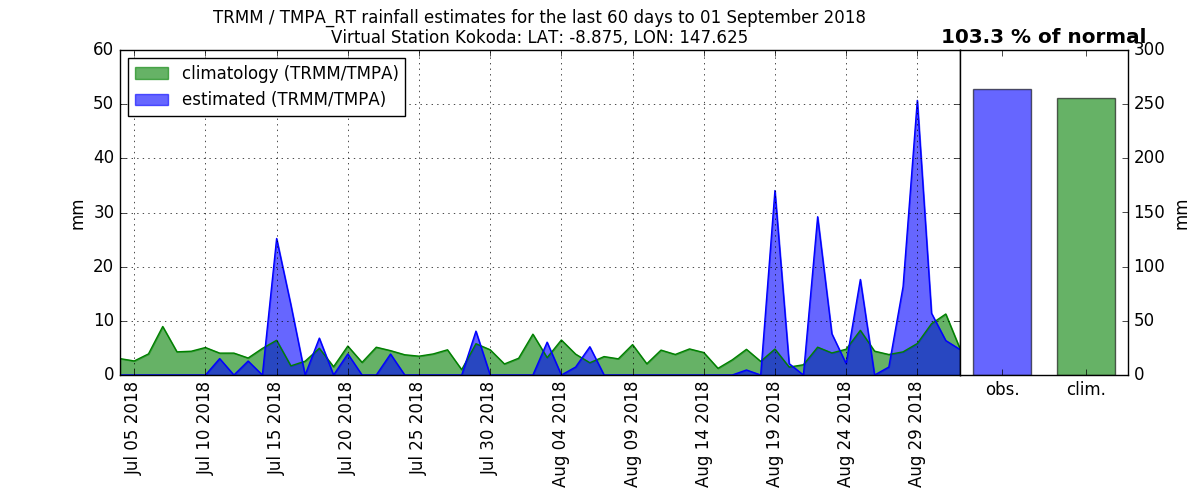 TRMM / TMPA_RT rainfall estimates for the last 60 days to 01 September 2018
Virtual Station Kokoda: LAT: -8.875, LON: 147.625
103.3 % of normal
climatology (TRMM/TMPA)
estimated (TRMM/TMPA)
mm
60
50
40
30
20
10
0
Jul 05 2018
Jul 10 2018
Jul 15 2018
Jul 20 2018
Jul 25 2018
Jul 30 2018
Aug 04 2018
Aug 09 2018
Aug 14 2018
Aug 19 2018
Aug 24 2018
Aug 29 2018
obs.
clim.
300
250
200
150
100
50
0
mm